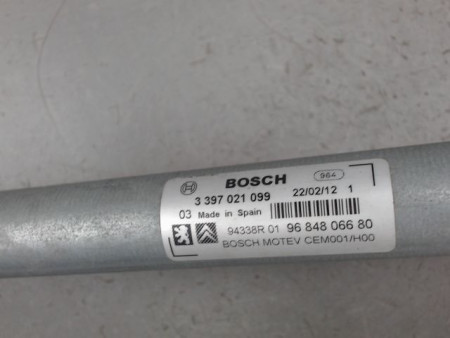 BOSCH 964
3 397 021 099 22/02/12 1
03 Made in Spain
94338R 01 96 848 066 80
BOSCH MOTEV CEM001/H00